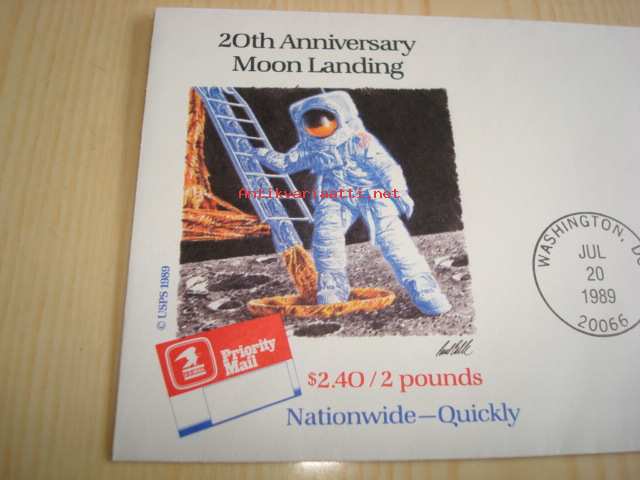 20th Anniversary
Moon Landing
Antikvariaatti.net
© USPS 1989
WASHINGTON, DC
JUL
20
1989
20066
Priority
Mail
$2.40 / 2 pounds
Nationwide—Quickly